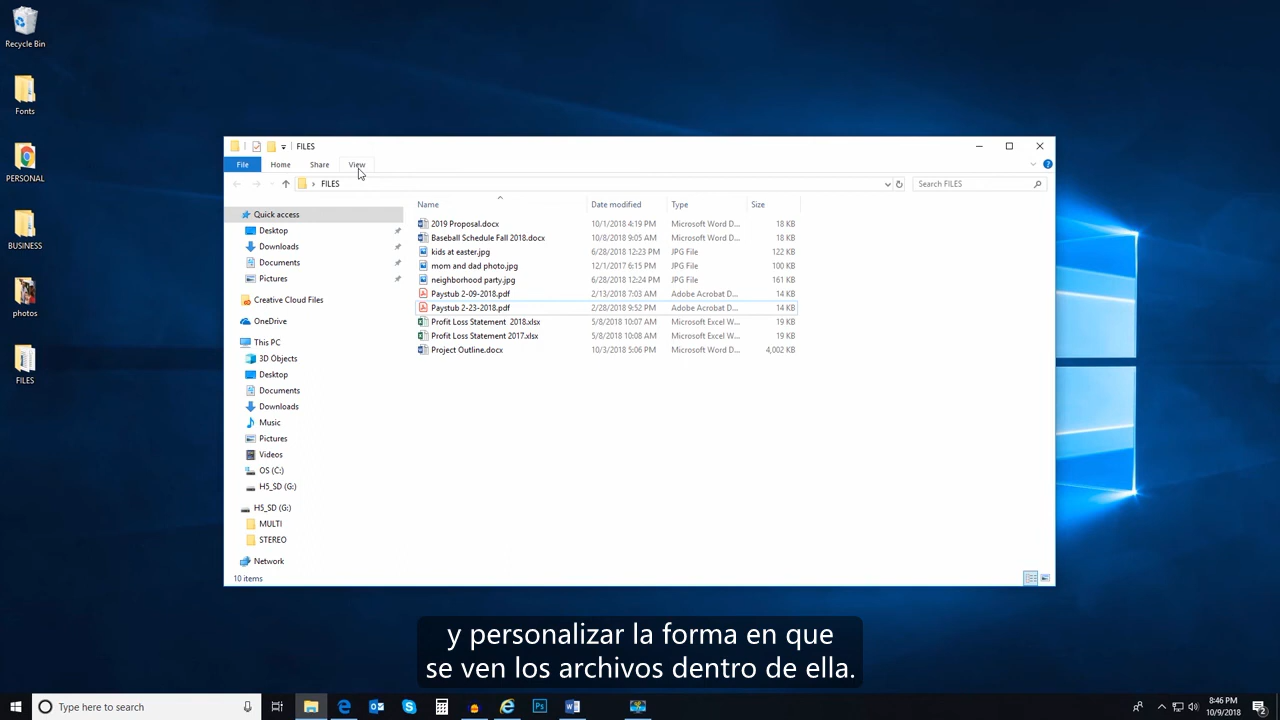 Recycle Bin
Fonts
PERSONAL
BUSINESS
photos
FILES
FILES
File Home Share View
FILES
Search FILES
Name Date modified Type Size
Quick access
Desktop
Downloads
Documents
Pictures
Creative Cloud Files
OneDrive
This PC
3D Objects
Desktop
Documents
Downloads
Music
Pictures
Videos
OS (C:)
H5_SD (G:)
H5_SD (G:)
MULTI
STEREO
Network
2019 Proposal.docx 10/1/2018 4:19 PM Microsoft Word D... 18 KB
Baseball Schedule Fall 2018.docx 10/8/2018 9:05 AM Microsoft Word D... 18 KB
kids at easter.jpg 6/28/2018 12:23 PM JPG File 122 KB
mom and dad photo.jpg 12/1/2017 6:15 PM JPG File 100 KB
neighborhood party.jpg 6/28/2018 12:24 PM JPG File 161 KB
Paystub 2-09-2018.pdf 2/13/2018 7:03 AM Adobe Acrobat D... 14 KB
Paystub 2-23-2018.pdf 2/28/2018 9:52 PM Adobe Acrobat D... 14 KB
Profit Loss Statement 2018.xlsx 5/8/2018 10:07 AM Microsoft Excel W... 19 KB
Profit Loss Statement 2017.xlsx 5/8/2018 10:08 AM Microsoft Excel W... 19 KB
Project Outline.docx 10/3/2018 5:06 PM Microsoft Word D... 4,002 KB
10 items
y personalizar la forma en que
se ven los archivos dentro de ella.
Type here to search
8:46 PM
10/9/2018
2